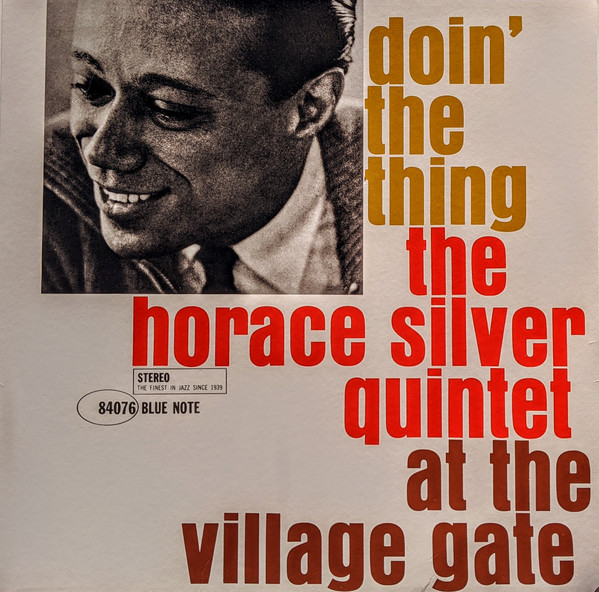 doin'
the
thing
the
horace silver
quintet
at the
village gate
STEREO
THE FINEST IN JAZZ SINCE 1939
84076 BLUE NOTE